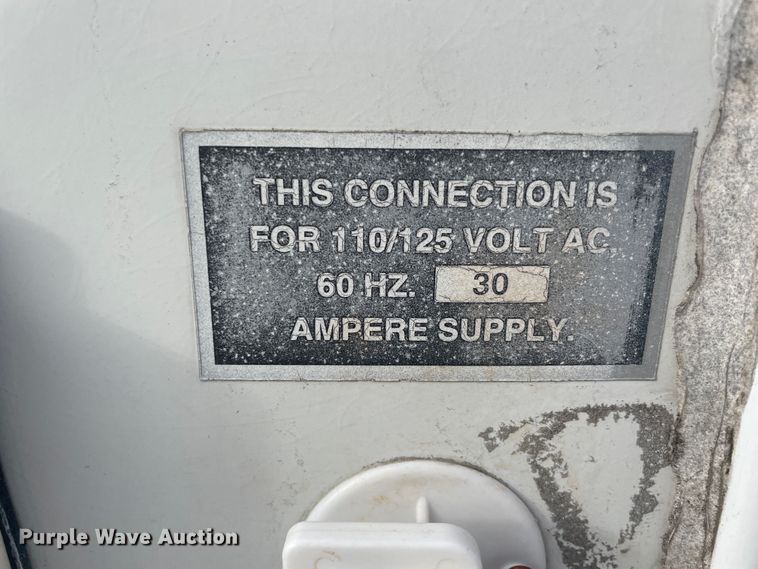 THIS CONNECTION IS
FOR 110/125 VOLT AC.
60 HZ. 30
AMPERE SUPPLY.
Purple Wave Auction